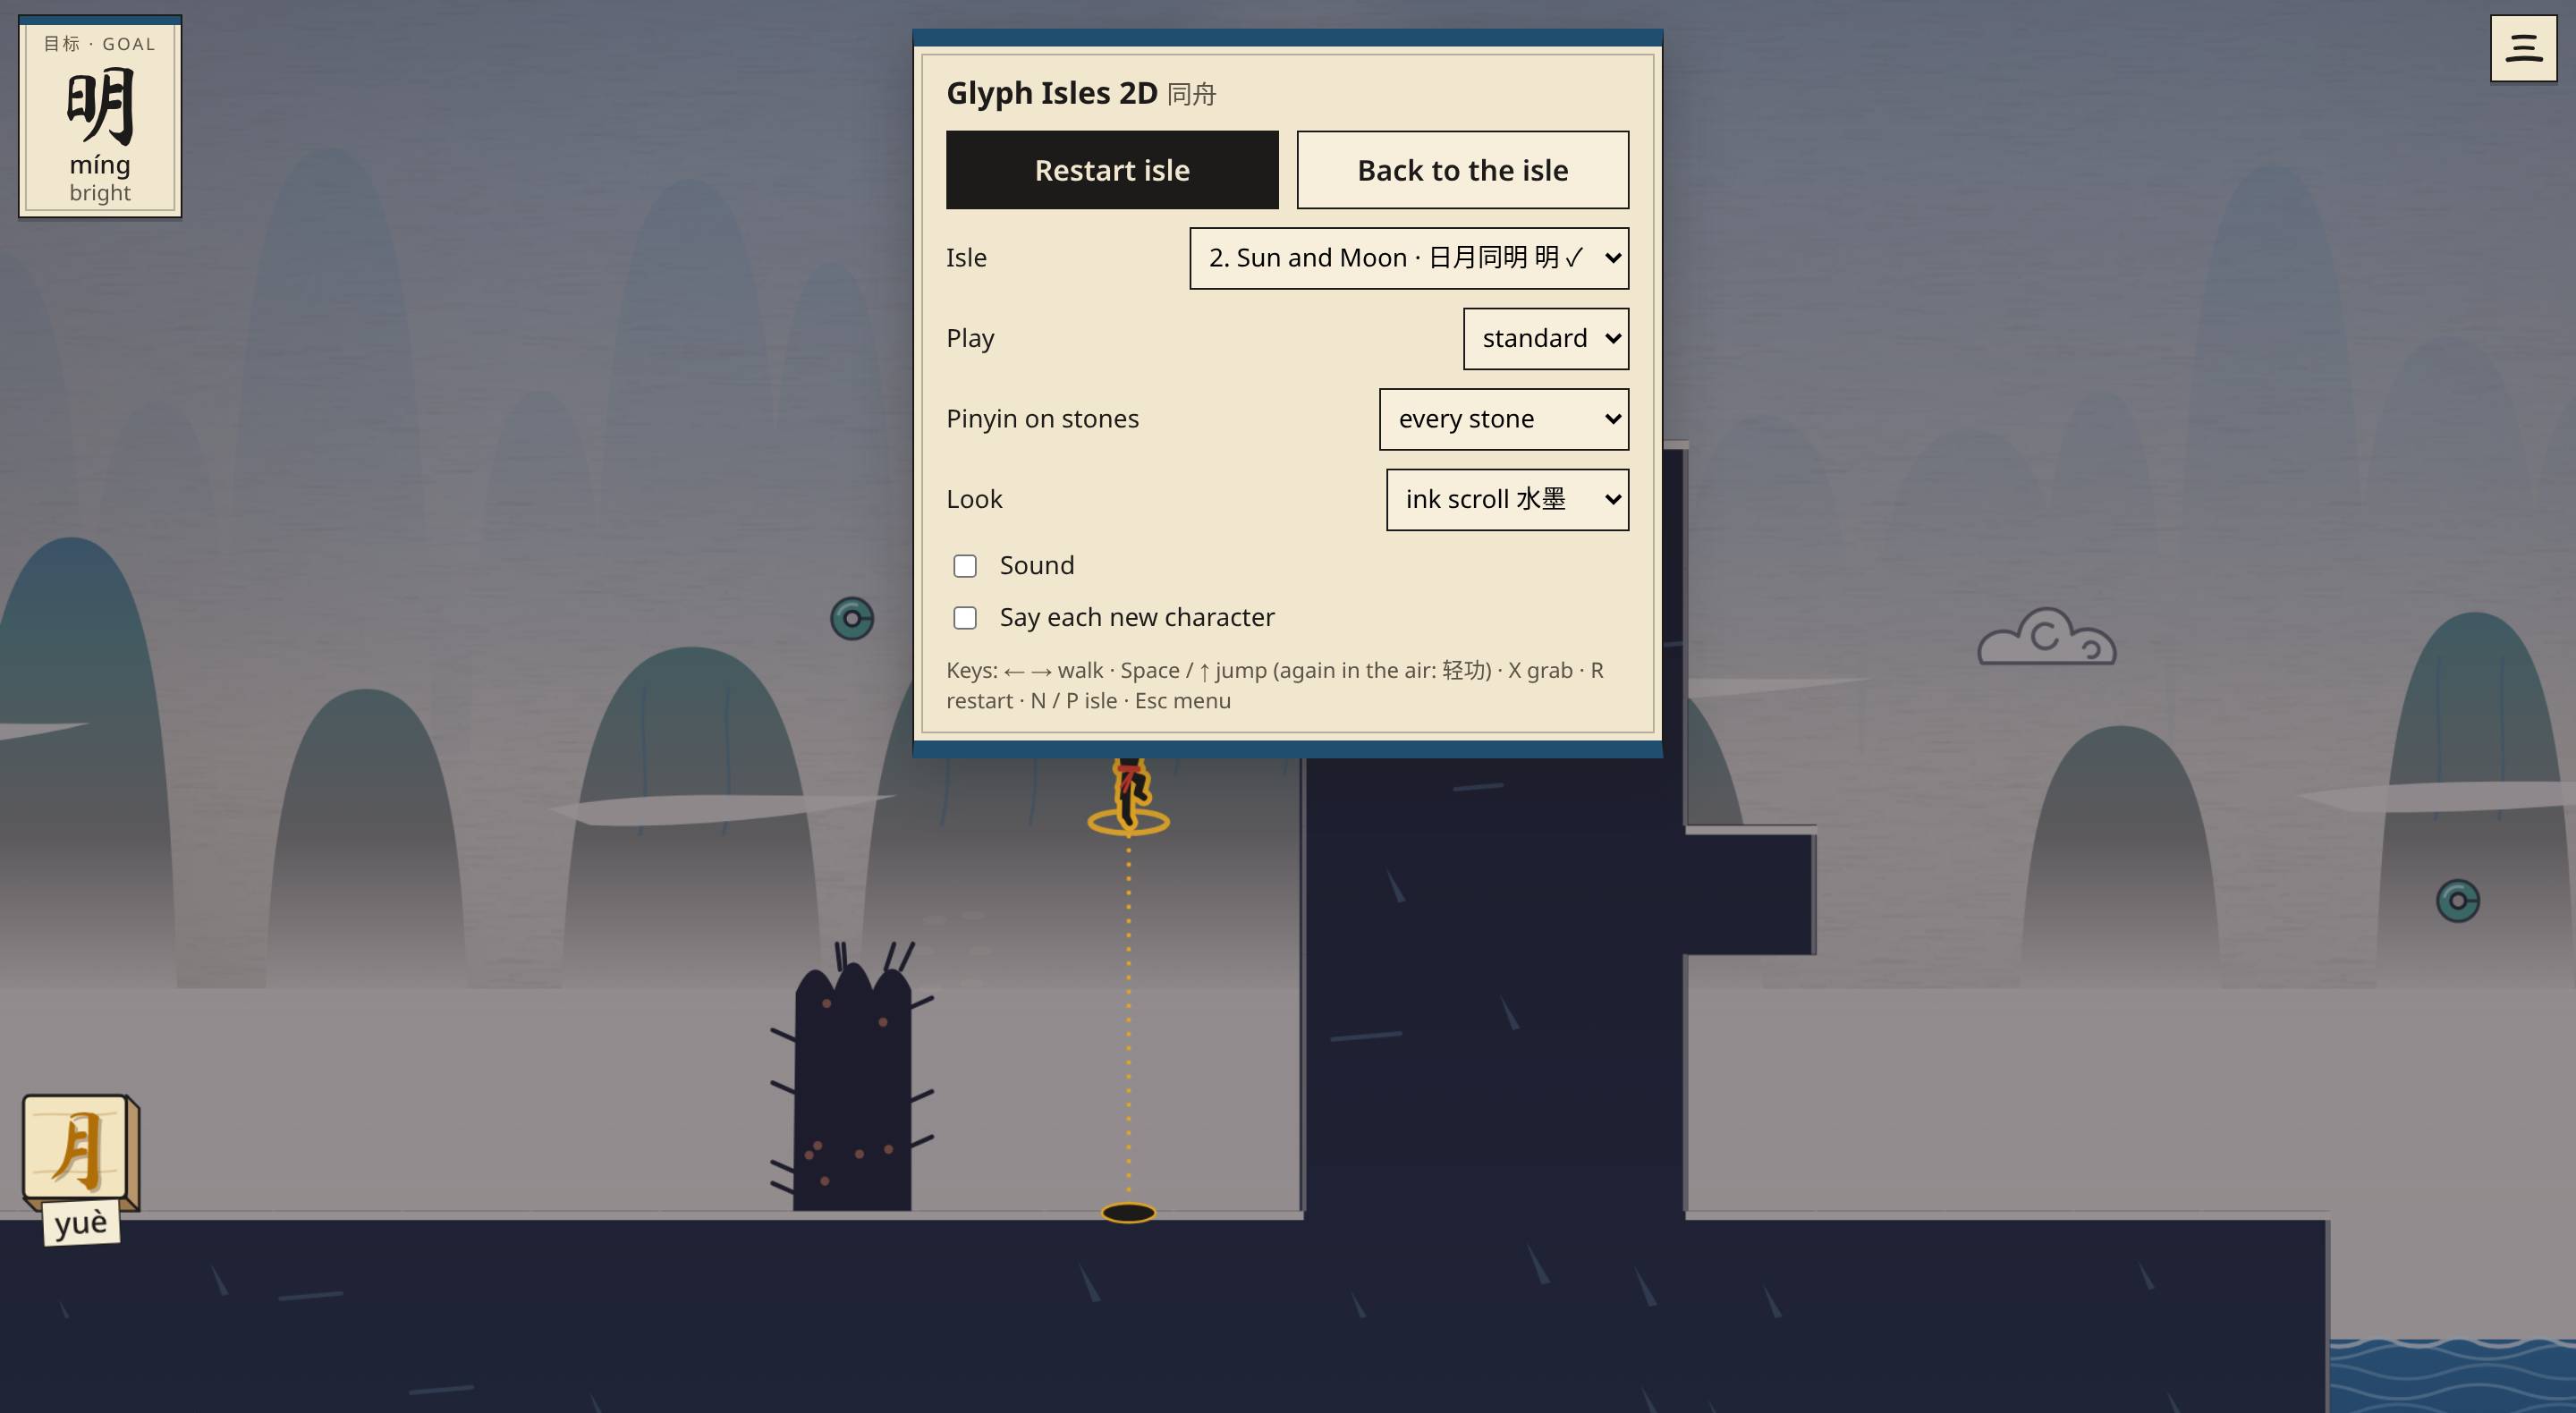 目标 · GOAL
明
míng
bright
三
Glyph Isles 2D 同舟
Restart isle
Back to the isle
Isle
2. Sun and Moon · 日月同明 明 ✓
Play
standard
Pinyin on stones
every stone
Look
ink scroll 水墨
Sound
Say each new character
Keys: ← → walk · Space / ↑ jump (again in the air: 轻功) · X grab · R
restart · N / P isle · Esc menu
月
yuè